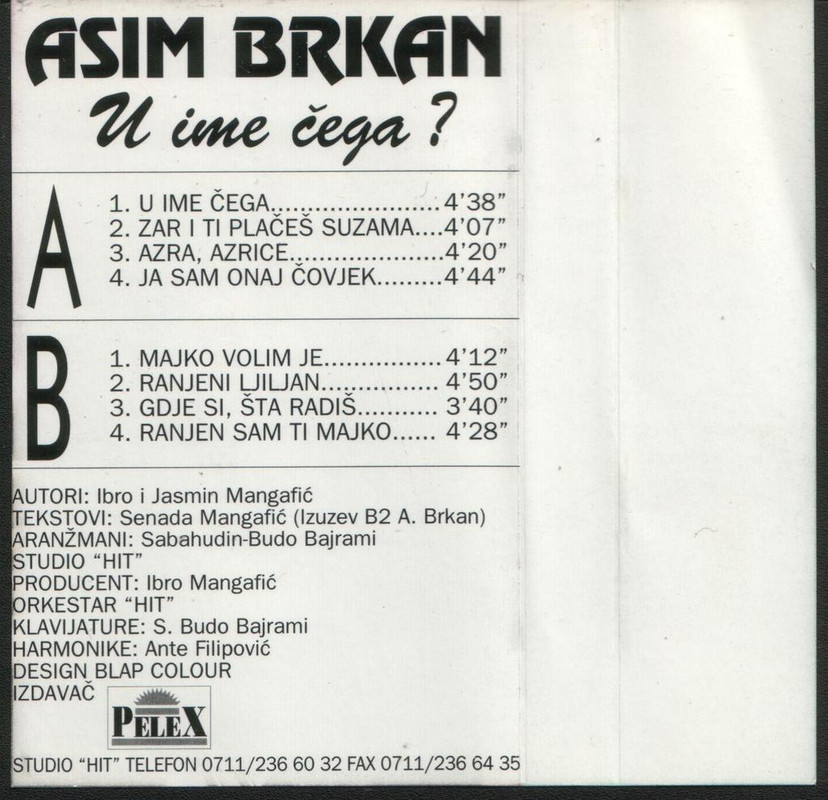 ASIM BRKAN
U ime čega?
A
1. U IME ČEGA........................4'38"
2. ZAR I TI PLAČEŠ SUZAMA....4'07"
3. AZRA, AZRICE......................4'20"
4. JA SAM ONAJ ČOVJEK.........4'44"
B
1. MAJKO VOLIM JE................. 4'12"
2. RANJENI LJILJAN................. 4'50"
3. GDJE SI, ŠTA RADIŠ........... 3'40"
4. RANJEN SAM TI MAJKO...... 4'28"
AUTORI: Ibro i Jasmin Mangafić
TEKSTOVI: Senada Mangafić (Izuzev B2 A. Brkan)
ARANŽMANI: Sabahudin-Budo Bajrami
STUDIO "HIT"
PRODUCENT: Ibro Mangafić
ORKESTAR "HIT"
KLAVIJATURE: S. Budo Bajrami
HARMONIKE: Ante Filipović
DESIGN BLAP COLOUR
IZDAVAČ
PELEX
STUDIO "HIT" TELEFON 0711/236 60 32 FAX 0711/236 64 35